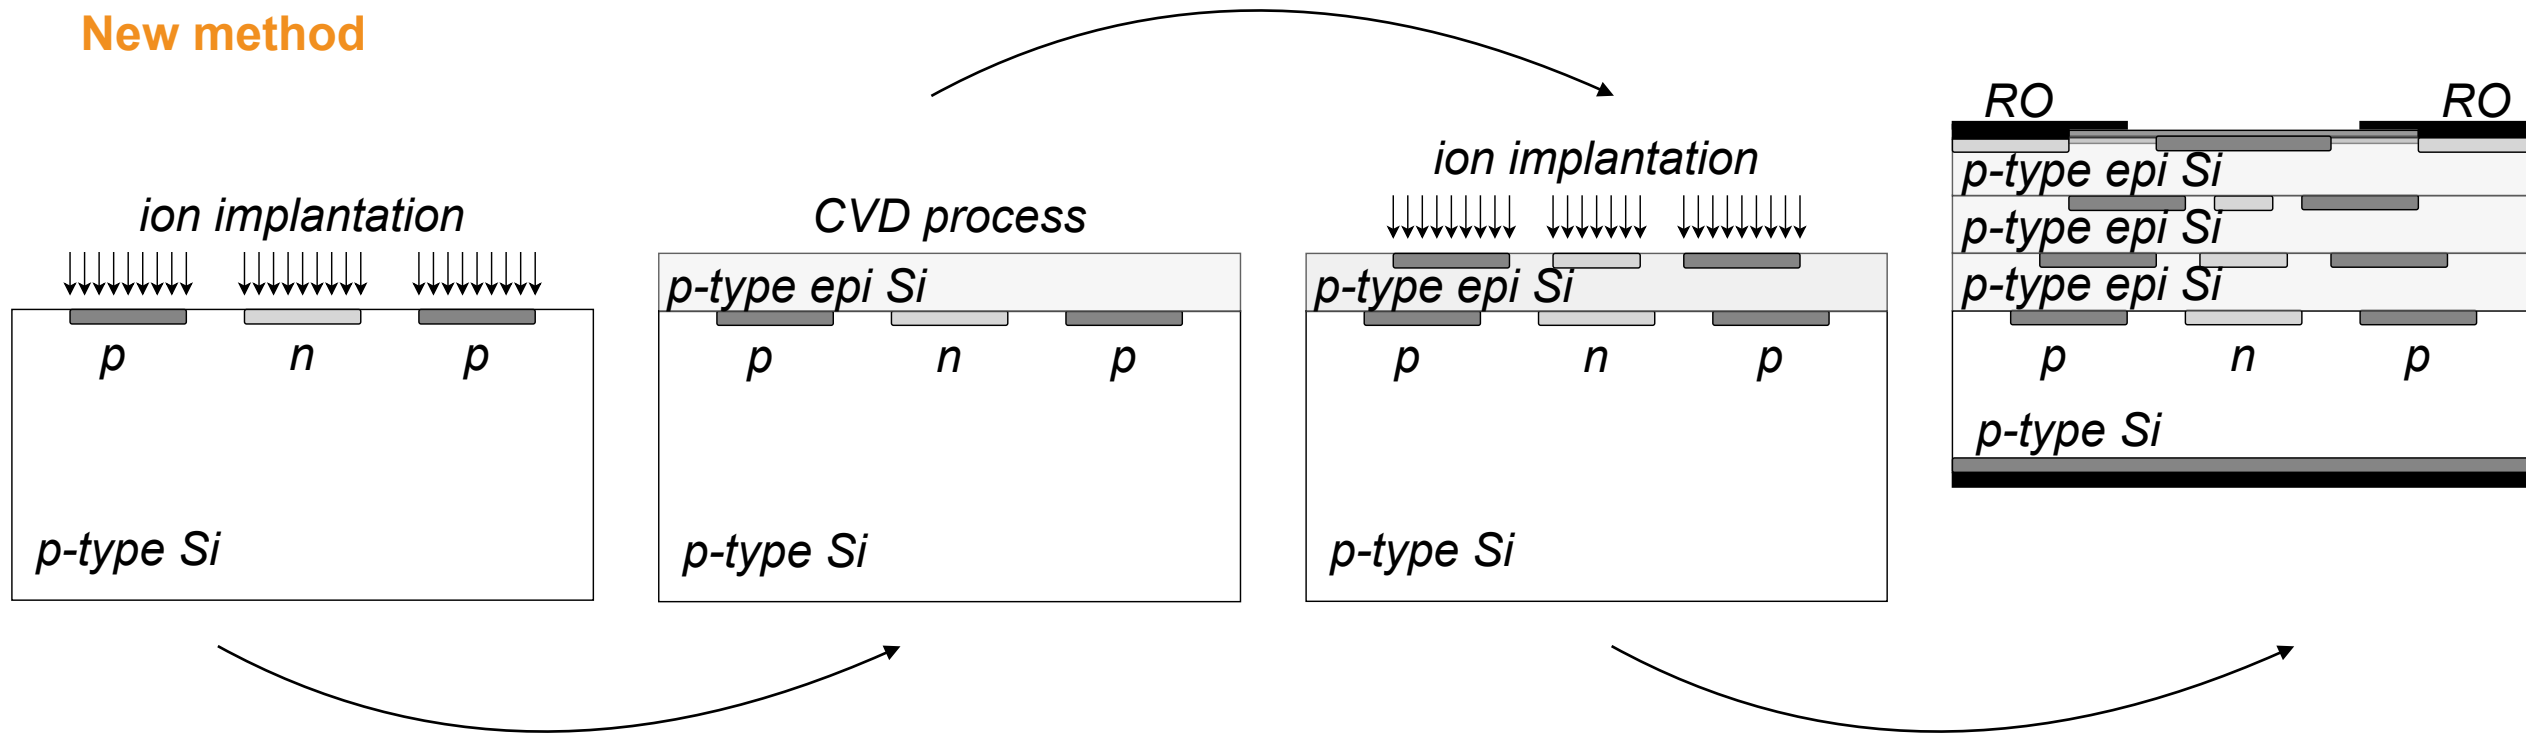 New method
ion implantation
p
n
p
p-type Si
CVD process
p-type epi Si
p
n
p
p-type Si
ion implantation
p-type epi Si
p
n
p
p-type Si
RO
RO
p-type epi Si
p-type epi Si
p-type epi Si
p
n
p
p-type Si